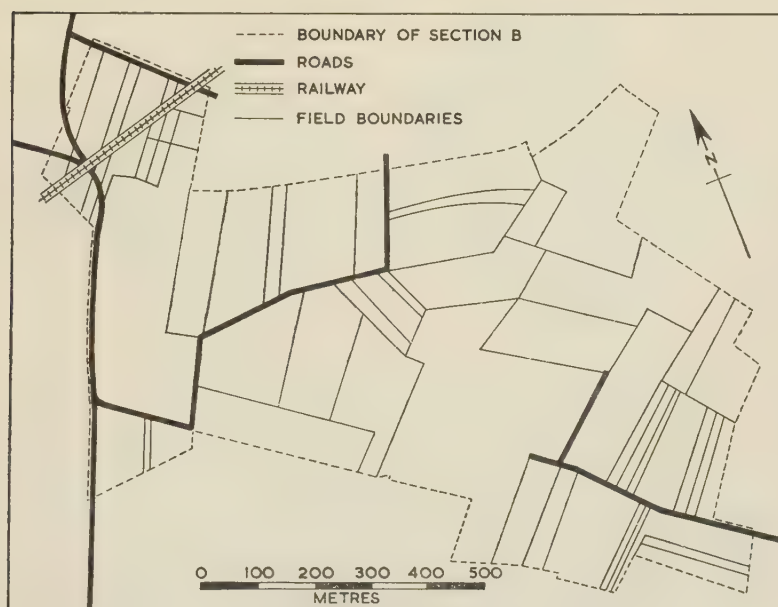 BOUNDARY OF SECTION B
ROADS
RAILWAY
FIELD BOUNDARIES
N
0 100 200 300 400 500
METRES